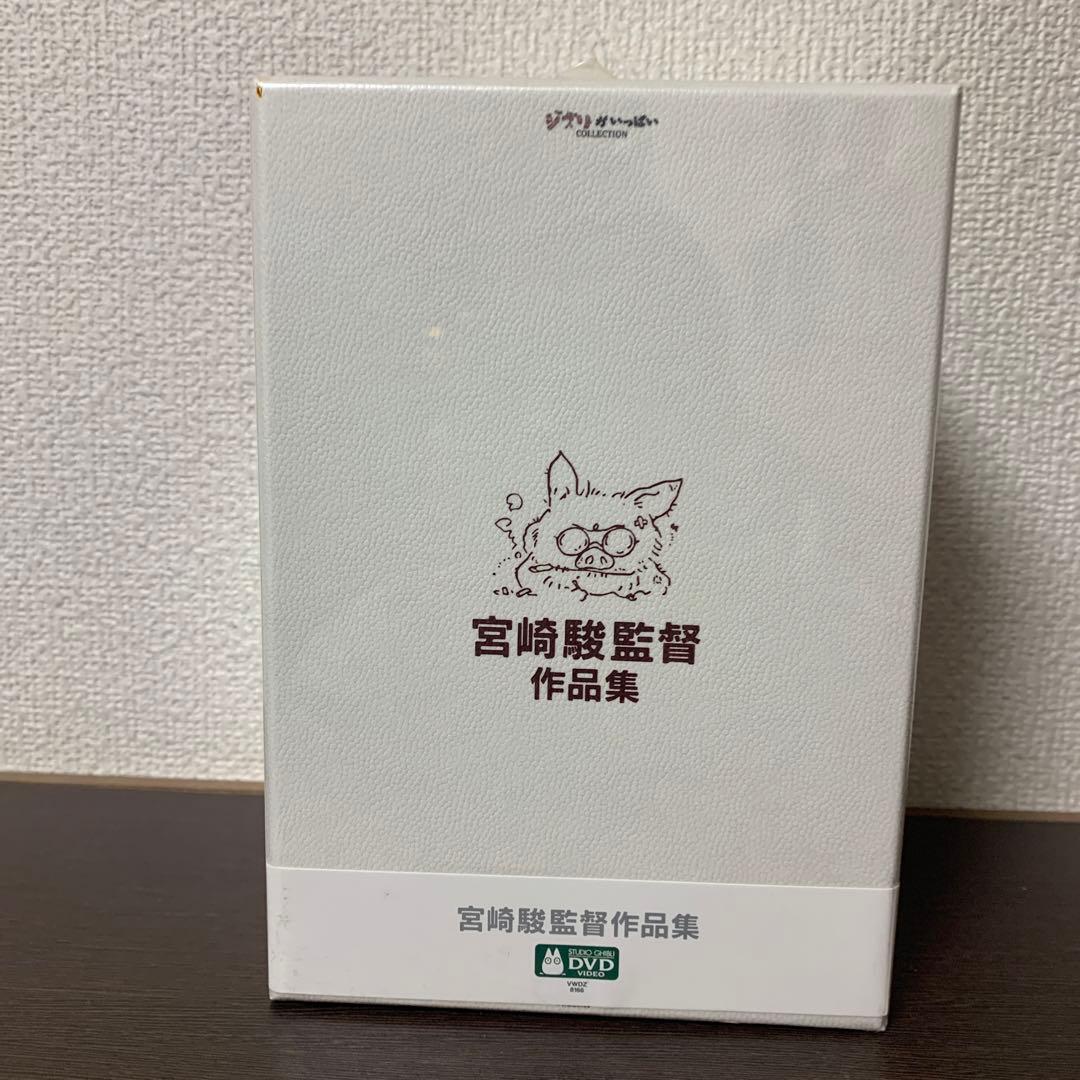 ジブリがいっぱい
COLLECTION
宮崎駿監督
作品集
宮崎駿監督作品集
STUDIO GHIBLI
DVD
VIDEO
VWDZ
8166